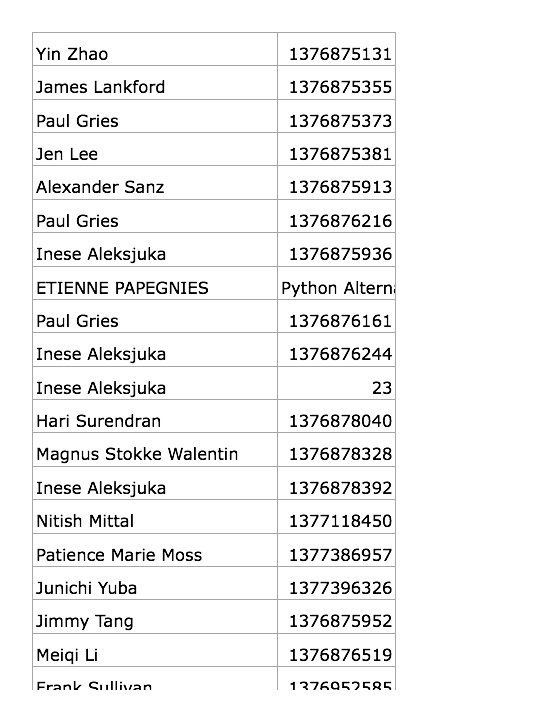 Yin Zhao 1376875131
James Lankford 1376875355
Paul Gries 1376875373
Jen Lee 1376875381
Alexander Sanz 1376875913
Paul Gries 1376876216
Inese Aleksjuka 1376875936
ETIENNE PAPEGNIES Python Alterna
Paul Gries 1376876161
Inese Aleksjuka 1376876244
Inese Aleksjuka 23
Hari Surendran 1376878040
Magnus Stokke Walentin 1376878328
Inese Aleksjuka 1376878392
Nitish Mittal 1377118450
Patience Marie Moss 1377386957
Junichi Yuba 1377396326
Jimmy Tang 1376875952
Meiqi Li 1376876519
Frank Sullivan 1376952585